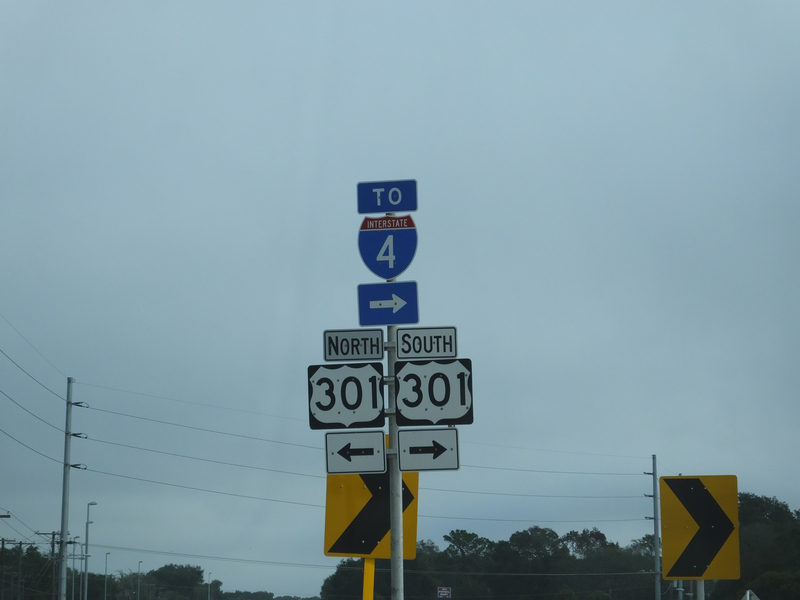 TO
INTERSTATE
4
NORTH SOUTH
301 301